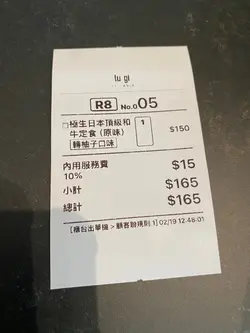 lu gi
R8 No.005
□極生日本頂級和 1 $150
牛定食 (原味)
轉柚子口味
內用服務費 $15
10%
小計 $165
總計 $165
[櫃台出單機 > 顧客聯規則 1] 02/19 12:48:01